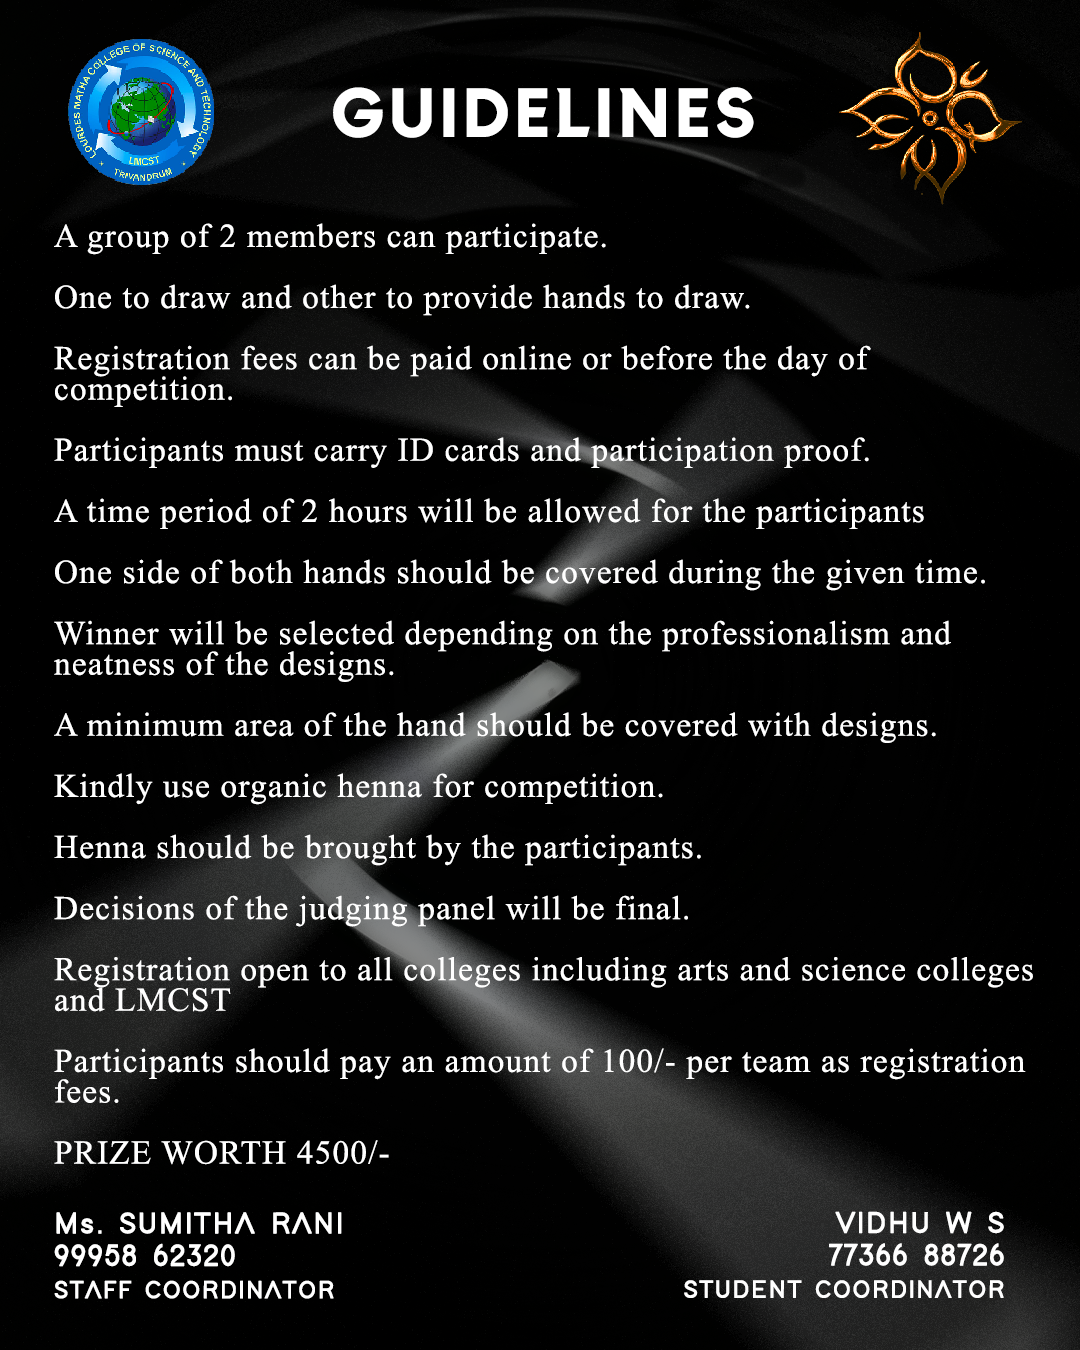 LOURDES MATHA COLLEGE OF SCIENCE AND TECHNOLOGY
LMCST
TRIVANDRUM
GUIDELINES
A group of 2 members can participate.
One to draw and other to provide hands to draw.
Registration fees can be paid online or before the day of
competition.
Participants must carry ID cards and participation proof.
A time period of 2 hours will be allowed for the participants
One side of both hands should be covered during the given time.
Winner will be selected depending on the professionalism and
neatness of the designs.
A minimum area of the hand should be covered with designs.
Kindly use organic henna for competition.
Henna should be brought by the participants.
Decisions of the judging panel will be final.
Registration open to all colleges including arts and science colleges
and LMCST
Participants should pay an amount of 100/- per team as registration
fees.
PRIZE WORTH 4500/-
Ms. SUMITHA RANI
99958 62320
STAFF COORDINATOR
VIDHU W S
77366 88726
STUDENT COORDINATOR